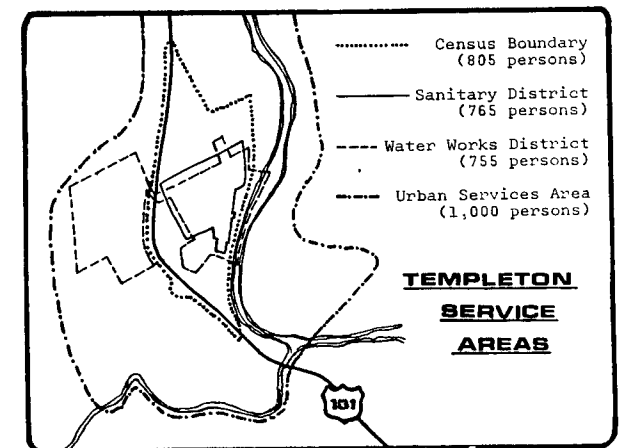 Census Boundary
(805 persons)
Sanitary District
(765 persons)
Water Works District
(755 persons)
Urban Services Area
(1,000 persons)
TEMPLETON
SERVICE
AREAS
101